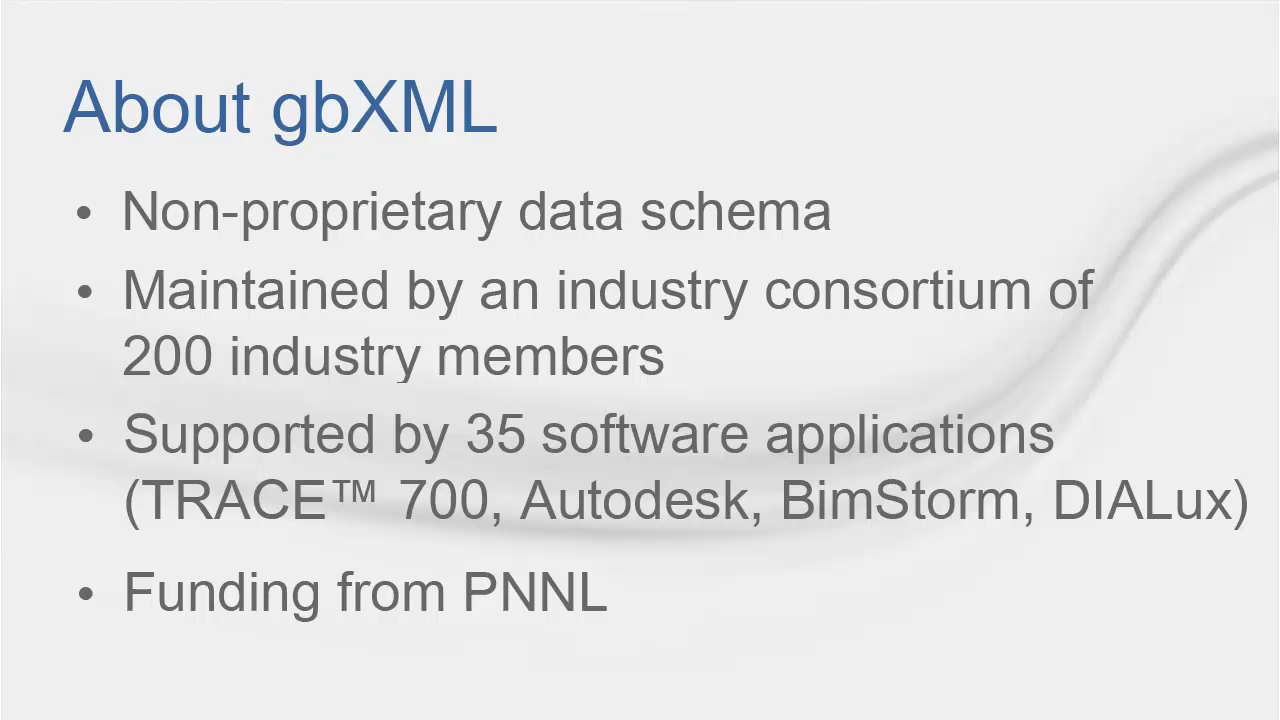 About gbXML
• Non-proprietary data schema
• Maintained by an industry consortium of
200 industry members
• Supported by 35 software applications
(TRACE™ 700, Autodesk, BimStorm, DIALux)
• Funding from PNNL